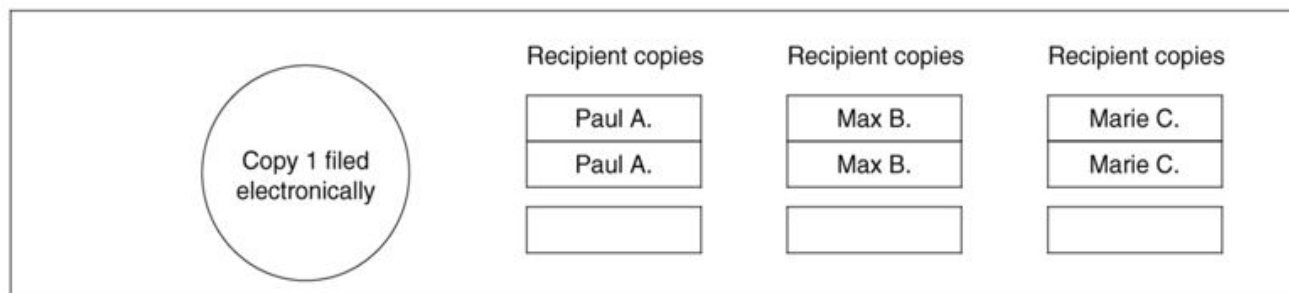 Recipient copies
Recipient copies
Recipient copies
Copy 1 filed
electronically
Paul A.
Max B.
Marie C.
Paul A.
Max B.
Marie C.